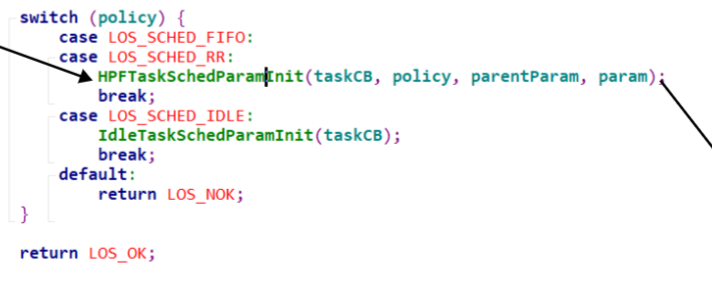 switch (policy) {
case LOS_SCHED_FIFO:
case LOS_SCHED_RR:
HPFTaskSchedParamInit(taskCB, policy, parentParam, param);
break;
case LOS_SCHED_IDLE:
IdleTaskSchedParamInit(taskCB);
break;
default:
return LOS_NOK;
}
return LOS_OK;